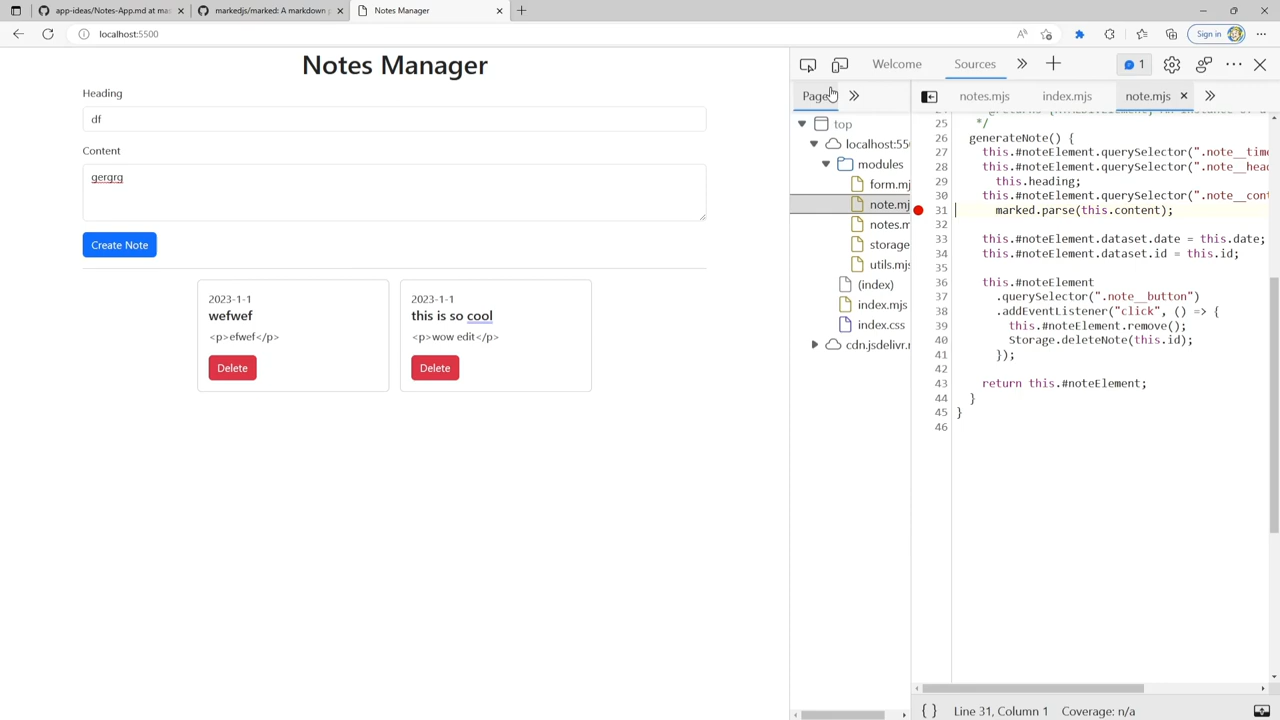 app-ideas/Notes-App.md at mas
markedjs/marked: A markdown p
Notes Manager
localhost:5500
Sign in
Notes Manager
Heading
df
Content
gergrg
Create Note
2023-1-1
wefwef
<p>efwef</p>
Delete
2023-1-1
this is so cool
<p>wow edit</p>
Delete
Welcome
Sources
1
Page
notes.mjs
index.mjs
note.mjs
top
localhost:550
modules
form.mj
note.mj
notes.m
storage
utils.mjs
(index)
index.mjs
index.css
cdn.jsdelivr.n
25 */
26 generateNote() {
27 this.#noteElement.querySelector(".note__time
28 this.#noteElement.querySelector(".note__head
29 this.heading;
30 this.#noteElement.querySelector(".note__cont
31 marked.parse(this.content);
32
33 this.#noteElement.dataset.date = this.date;
34 this.#noteElement.dataset.id = this.id;
35
36 this.#noteElement
37 .querySelector(".note__button")
38 .addEventListener("click", () => {
39 this.#noteElement.remove();
40 Storage.deleteNote(this.id);
41 });
42
43 return this.#noteElement;
44 }
45 }
46
{ } Line 31, Column 1 Coverage: n/a